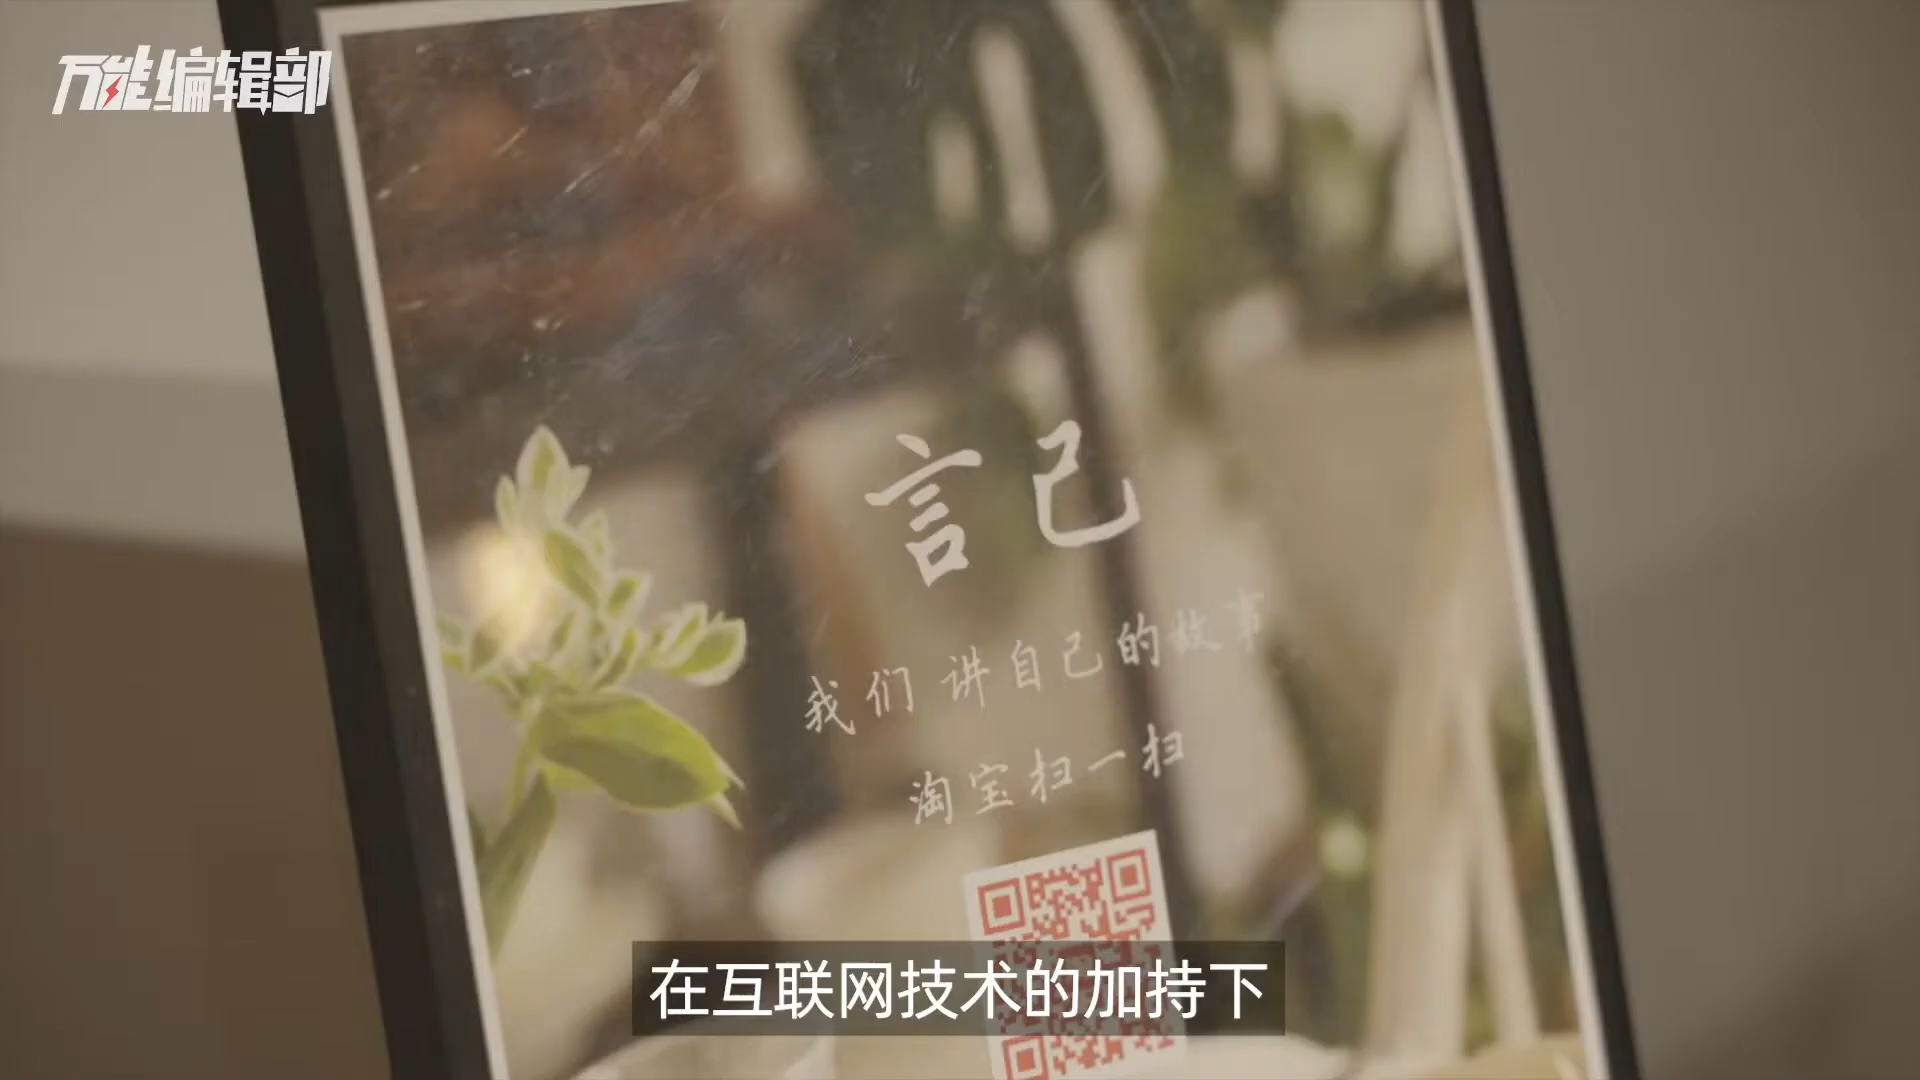 万能编辑部
言己
我们 讲自己的故事
淘宝扫一扫
在互联网技术的加持下